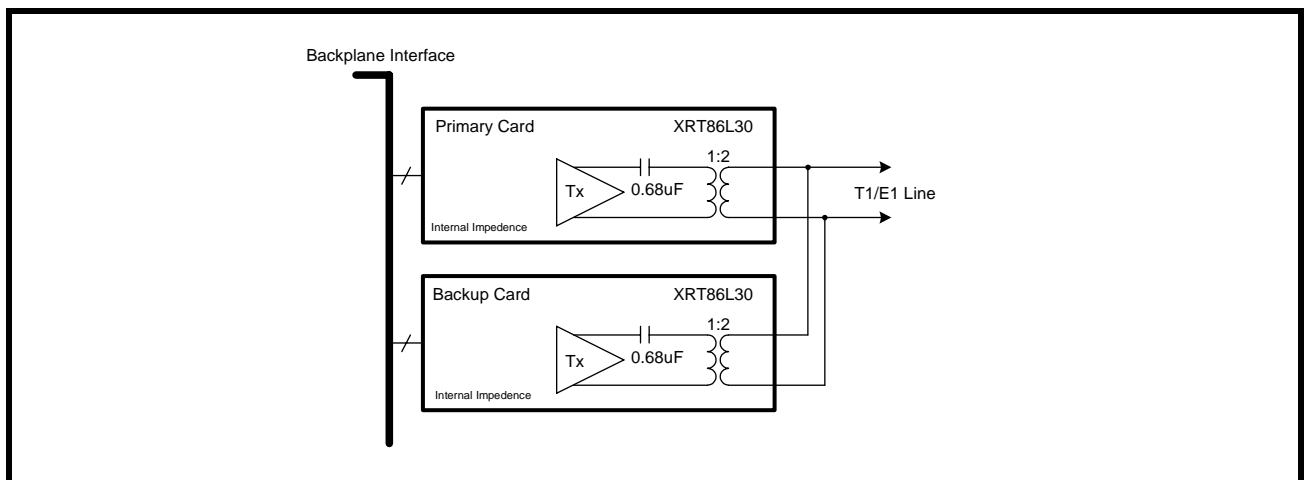 Backplane Interface
Primary Card
XRT86L30
1:2
Tx
0.68uF
T1/E1 Line
Internal Impedence
Backup Card
XRT86L30
1:2
Tx
0.68uF
Internal Impedence